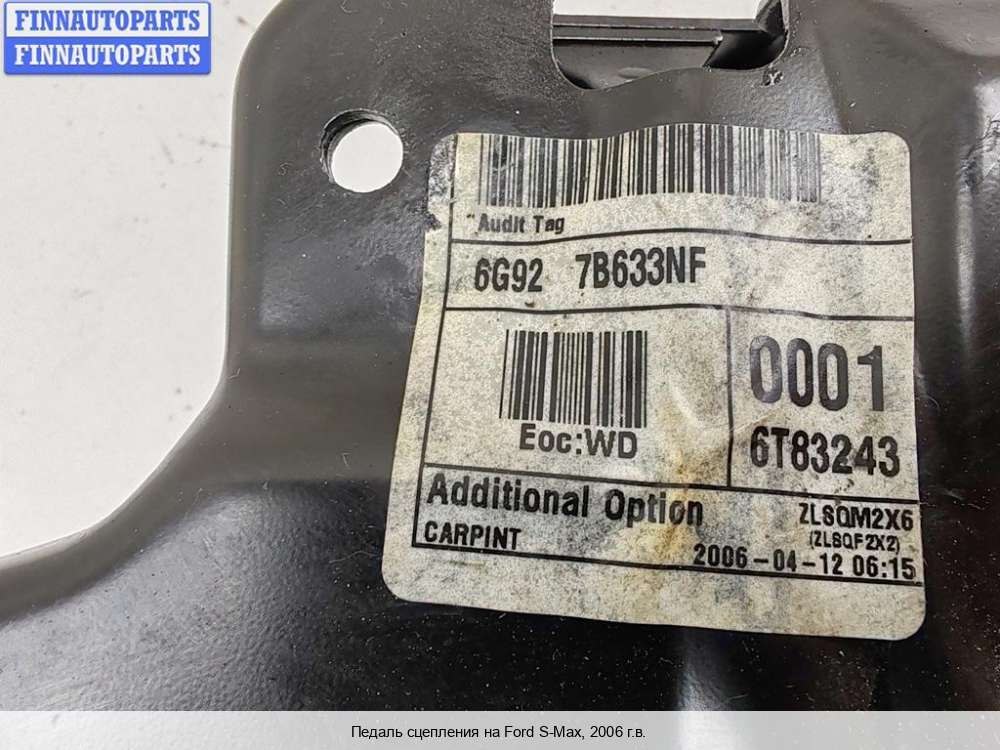 FINNAUTOPARTS
FINNAUTOPARTS
"Audit Tag
6G92 7B633NF
0001
Eoc:WD
6T83243
Additional Option
ZLSQM2X6
CARPINT
(ZLSQF2X2)
2006-04-12 06:15
Педаль сцепления на Ford S-Max, 2006 г.в.